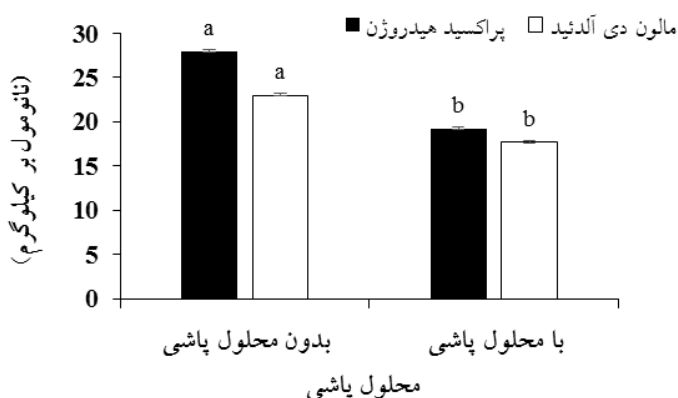 پراکسید هیدروژن مالون دی آلدئید
30
25
20
15
10
5
0
(نانومول بر کیلوگرم)
a
a
b
b
بدون محلول پاشی با محلول پاشی
محلول پاشی